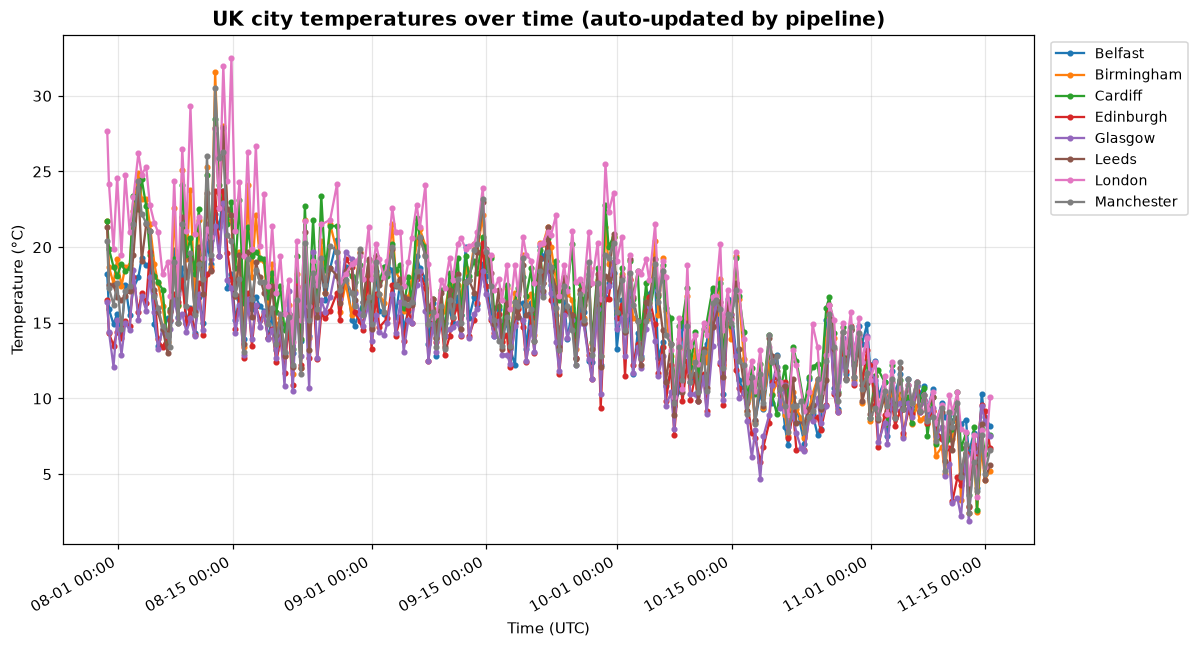 UK city temperatures over time (auto-updated by pipeline)
Temperature (°C)
30
25
20
15
10
5
08-01 00:00
08-15 00:00
09-01 00:00
09-15 00:00
10-01 00:00
10-15 00:00
11-01 00:00
11-15 00:00
Time (UTC)
Belfast
Birmingham
Cardiff
Edinburgh
Glasgow
Leeds
London
Manchester